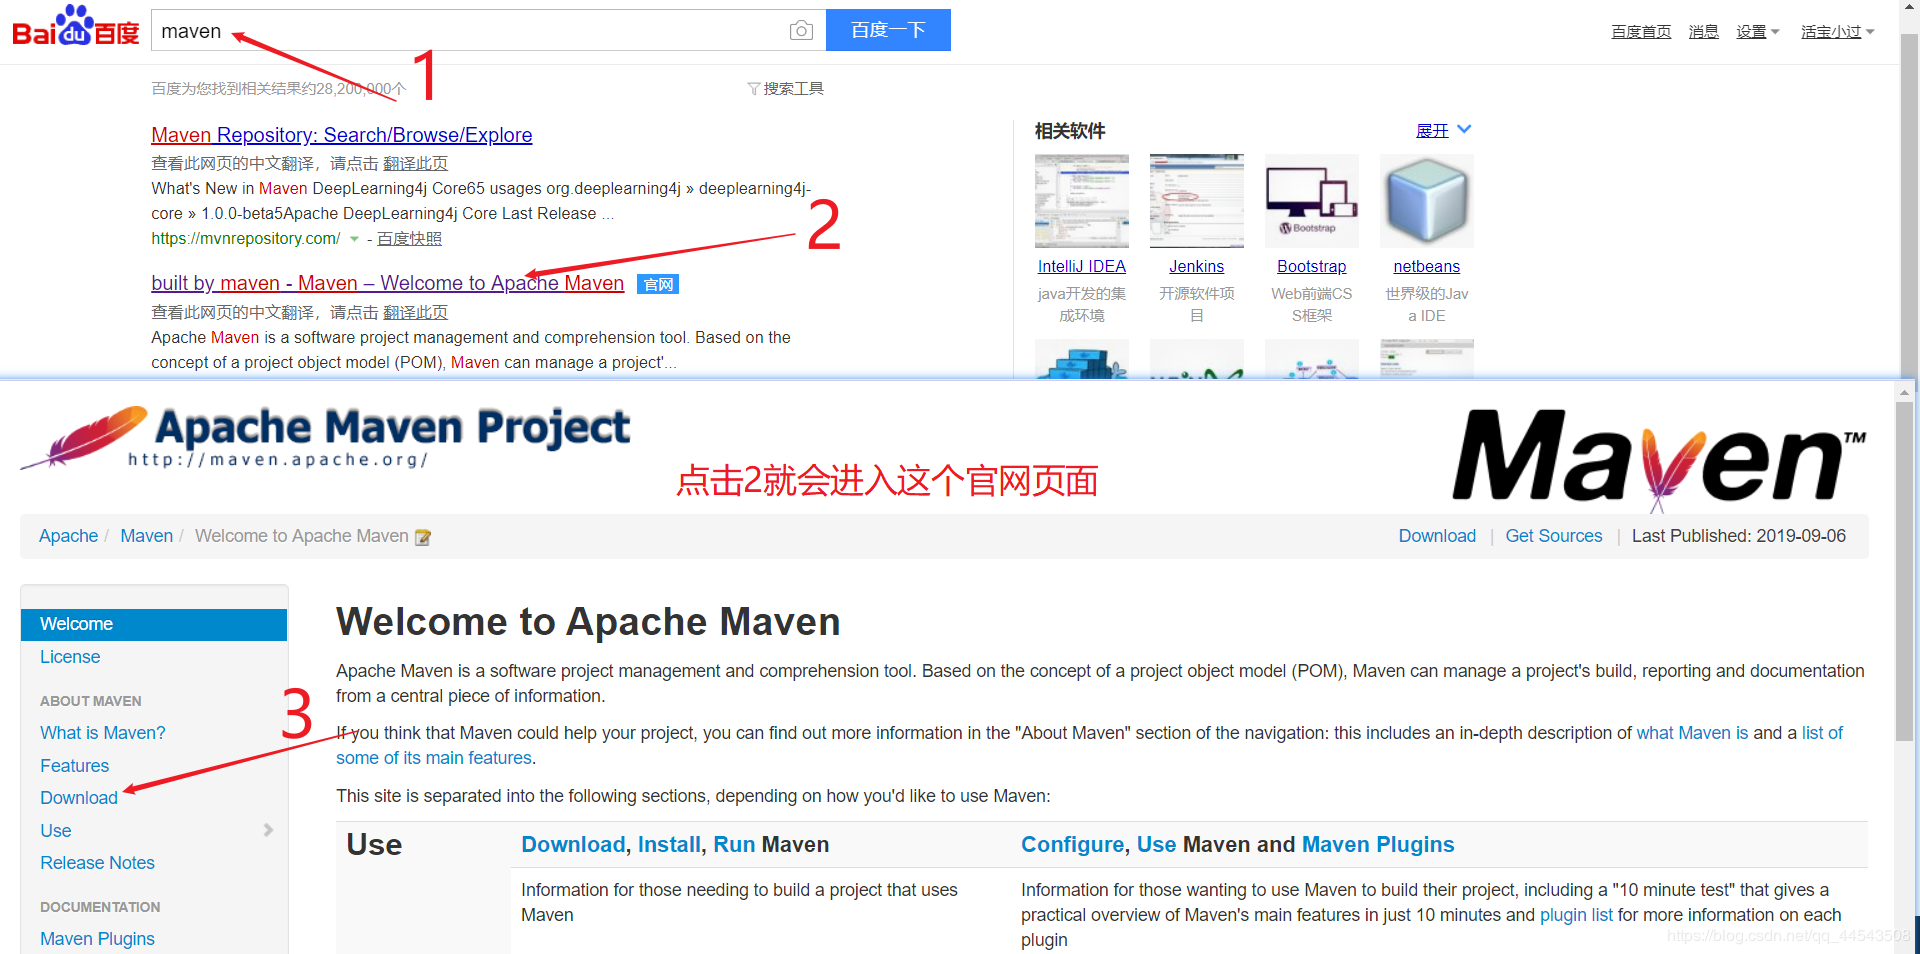 Bai du 百度
maven
百度一下
百度首页 消息 设置 活宝小过
1
百度为您找到相关结果约28,200,000个
搜索工具
Maven Repository: Search/Browse/Explore
查看此网页的中文翻译，请点击 翻译此页
What's New in Maven DeepLearning4j Core65 usages org.deeplearning4j » deeplearning4j-
core » 1.0.0-beta5Apache DeepLearning4j Core Last Release ...
https://mvnrepository.com/ - 百度快照
2
built by maven - Maven – Welcome to Apache Maven 官网
查看此网页的中文翻译，请点击 翻译此页
Apache Maven is a software project management and comprehension tool. Based on the
concept of a project object model (POM), Maven can manage a project'...
相关软件
展开
Bootstrap
IntelliJ IDEA
java开发的集
成环境
Jenkins
开源软件项
目
Bootstrap
Web前端CS
S框架
netbeans
世界级的Jav
a IDE
Apache Maven Project
http://maven.apache.org/
点击2就会进入这个官网页面
Maven™
Apache / Maven / Welcome to Apache Maven
Download | Get Sources | Last Published: 2019-09-06
Welcome
License
ABOUT MAVEN
What is Maven?
Features
Download
Use
Release Notes
DOCUMENTATION
Maven Plugins
3
Welcome to Apache Maven
Apache Maven is a software project management and comprehension tool. Based on the concept of a project object model (POM), Maven can manage a project's build, reporting and documentation
from a central piece of information.
If you think that Maven could help your project, you can find out more information in the "About Maven" section of the navigation: this includes an in-depth description of what Maven is and a list of
some of its main features.
This site is separated into the following sections, depending on how you'd like to use Maven:
Use
Download, Install, Run Maven
Information for those needing to build a project that uses
Maven
Configure, Use Maven and Maven Plugins
Information for those wanting to use Maven to build their project, including a "10 minute test" that gives a
practical overview of Maven's main features in just 10 minutes and plugin list for more information on each
plugin
https://blog.csdn.net/qq_44543508